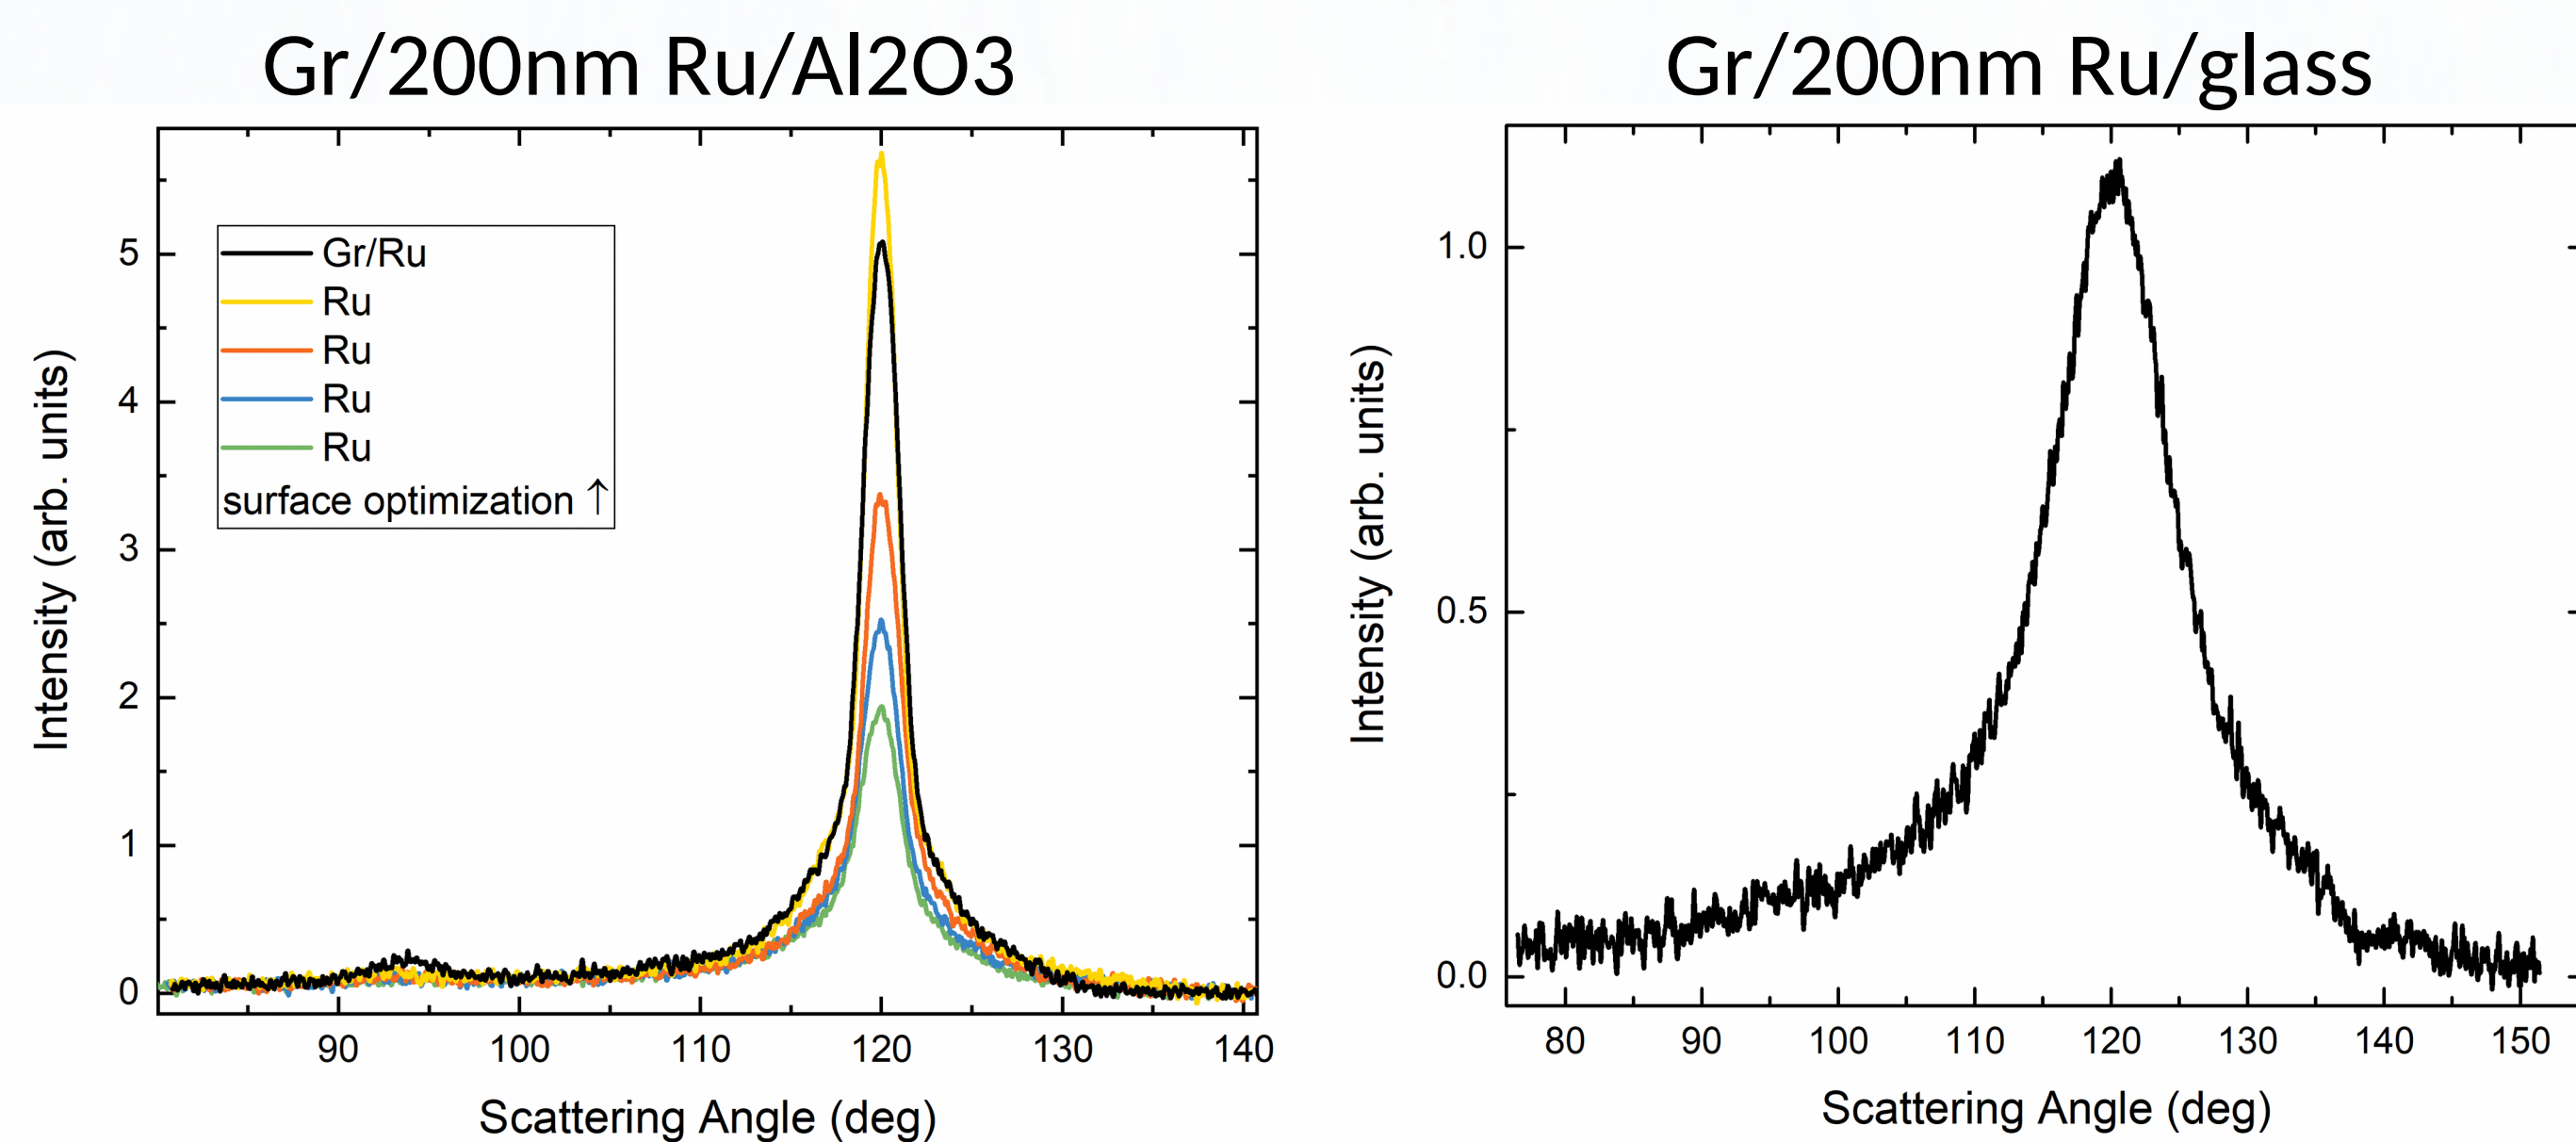 Gr/200nm Ru/Al2O3
Gr/Ru
Ru
Ru
Ru
Ru
surface optimization ↑
5
4
3
2
1
0
Intensity (arb. units)
90 100 110 120 130 140
Scattering Angle (deg)
Gr/200nm Ru/glass
1.0
0.5
0.0
Intensity (arb. units)
80 90 100 110 120 130 140 150
Scattering Angle (deg)